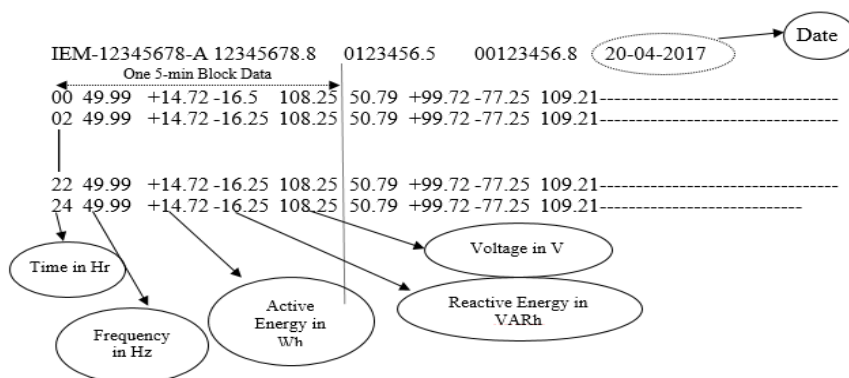 Date
IEM-12345678-A 12345678.8 0123456.5 00123456.8 20-04-2017
One 5-min Block Data
00 49.99 +14.72 -16.5 108.25 50.79 +99.72 -77.25 109.21----------------------------------
02 49.99 +14.72 -16.25 108.25 50.79 +99.72 -77.25 109.21----------------------------------
22 49.99 +14.72 -16.25 108.25 50.79 +99.72 -77.25 109.21----------------------------------
24 49.99 +14.72 -16.25 108.25 50.79 +99.72 -77.25 109.21-----------------------------
Voltage in V
Time in Hr
Reactive Energy in
VARh
Active
Energy in
Wh
Frequency
in Hz